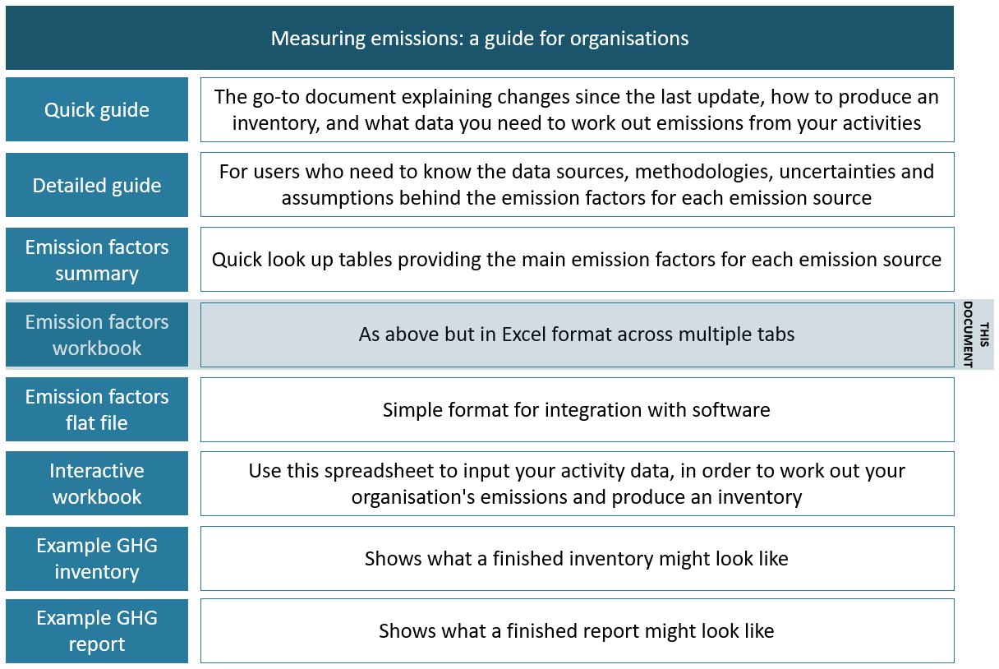 Measuring emissions: a guide for organisations
Quick guide
The go-to document explaining changes since the last update, how to produce an
inventory, and what data you need to work out emissions from your activities
Detailed guide
For users who need to know the data sources, methodologies, uncertainties and
assumptions behind the emission factors for each emission source
Emission factors
summary
Quick look up tables providing the main emission factors for each emission source
Emission factors
workbook
As above but in Excel format across multiple tabs
THIS
DOCUMENT
Emission factors
flat file
Simple format for integration with software
Interactive
workbook
Use this spreadsheet to input your activity data, in order to work out your
organisation's emissions and produce an inventory
Example GHG
inventory
Shows what a finished inventory might look like
Example GHG
report
Shows what a finished report might look like